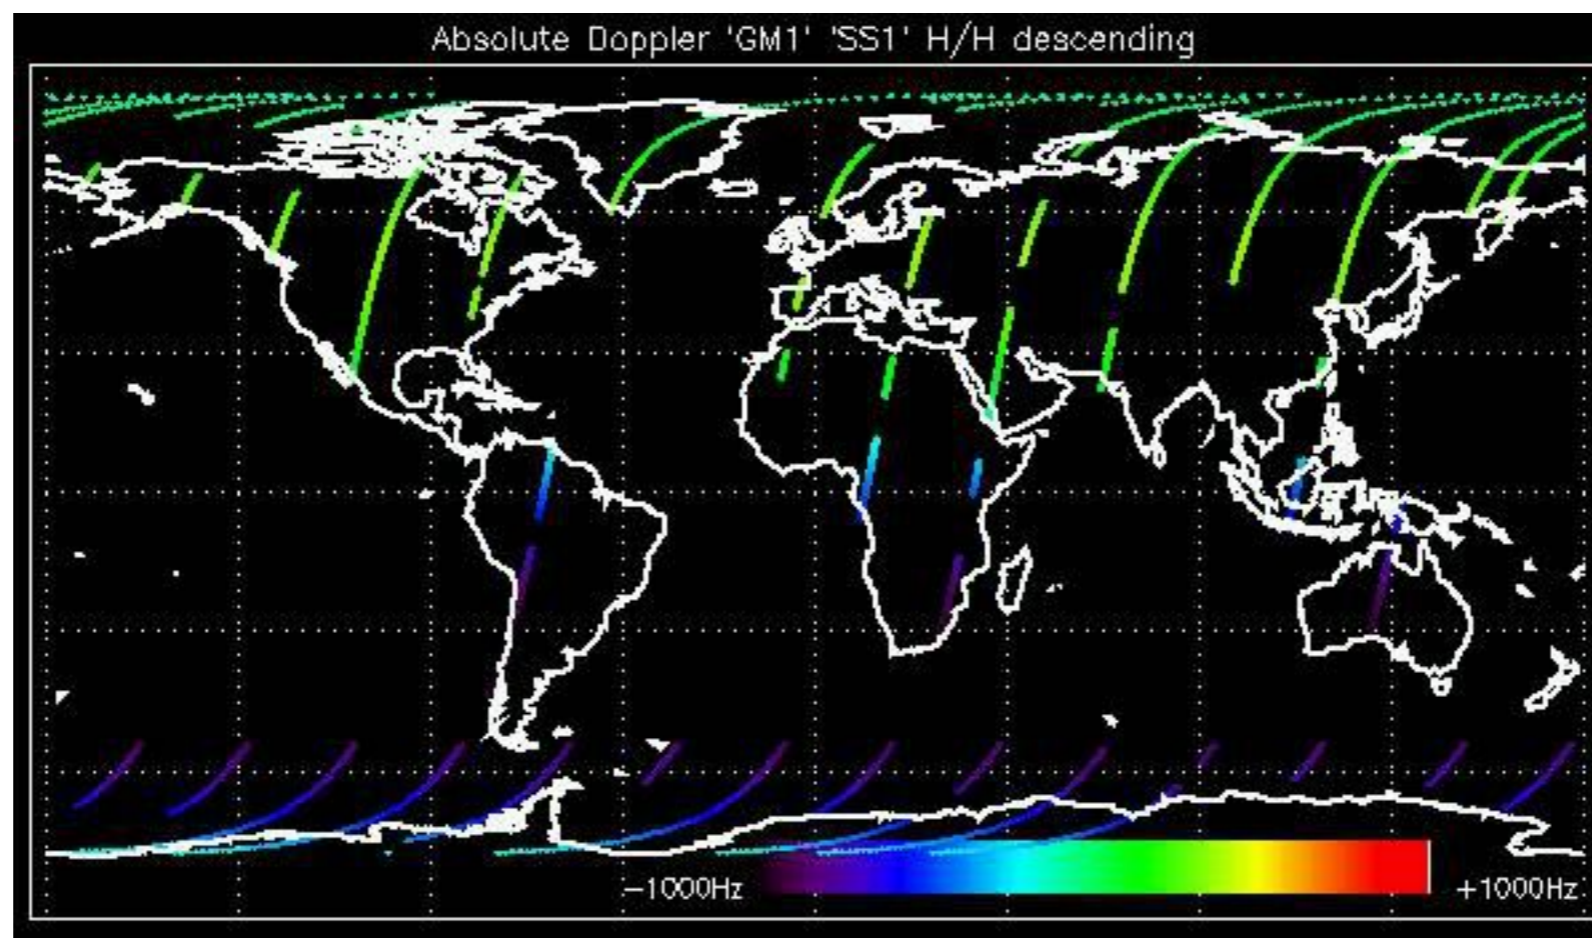 Absolute Doppler 'GM1' 'SS1' H/H descending
−1000Hz
+1000Hz